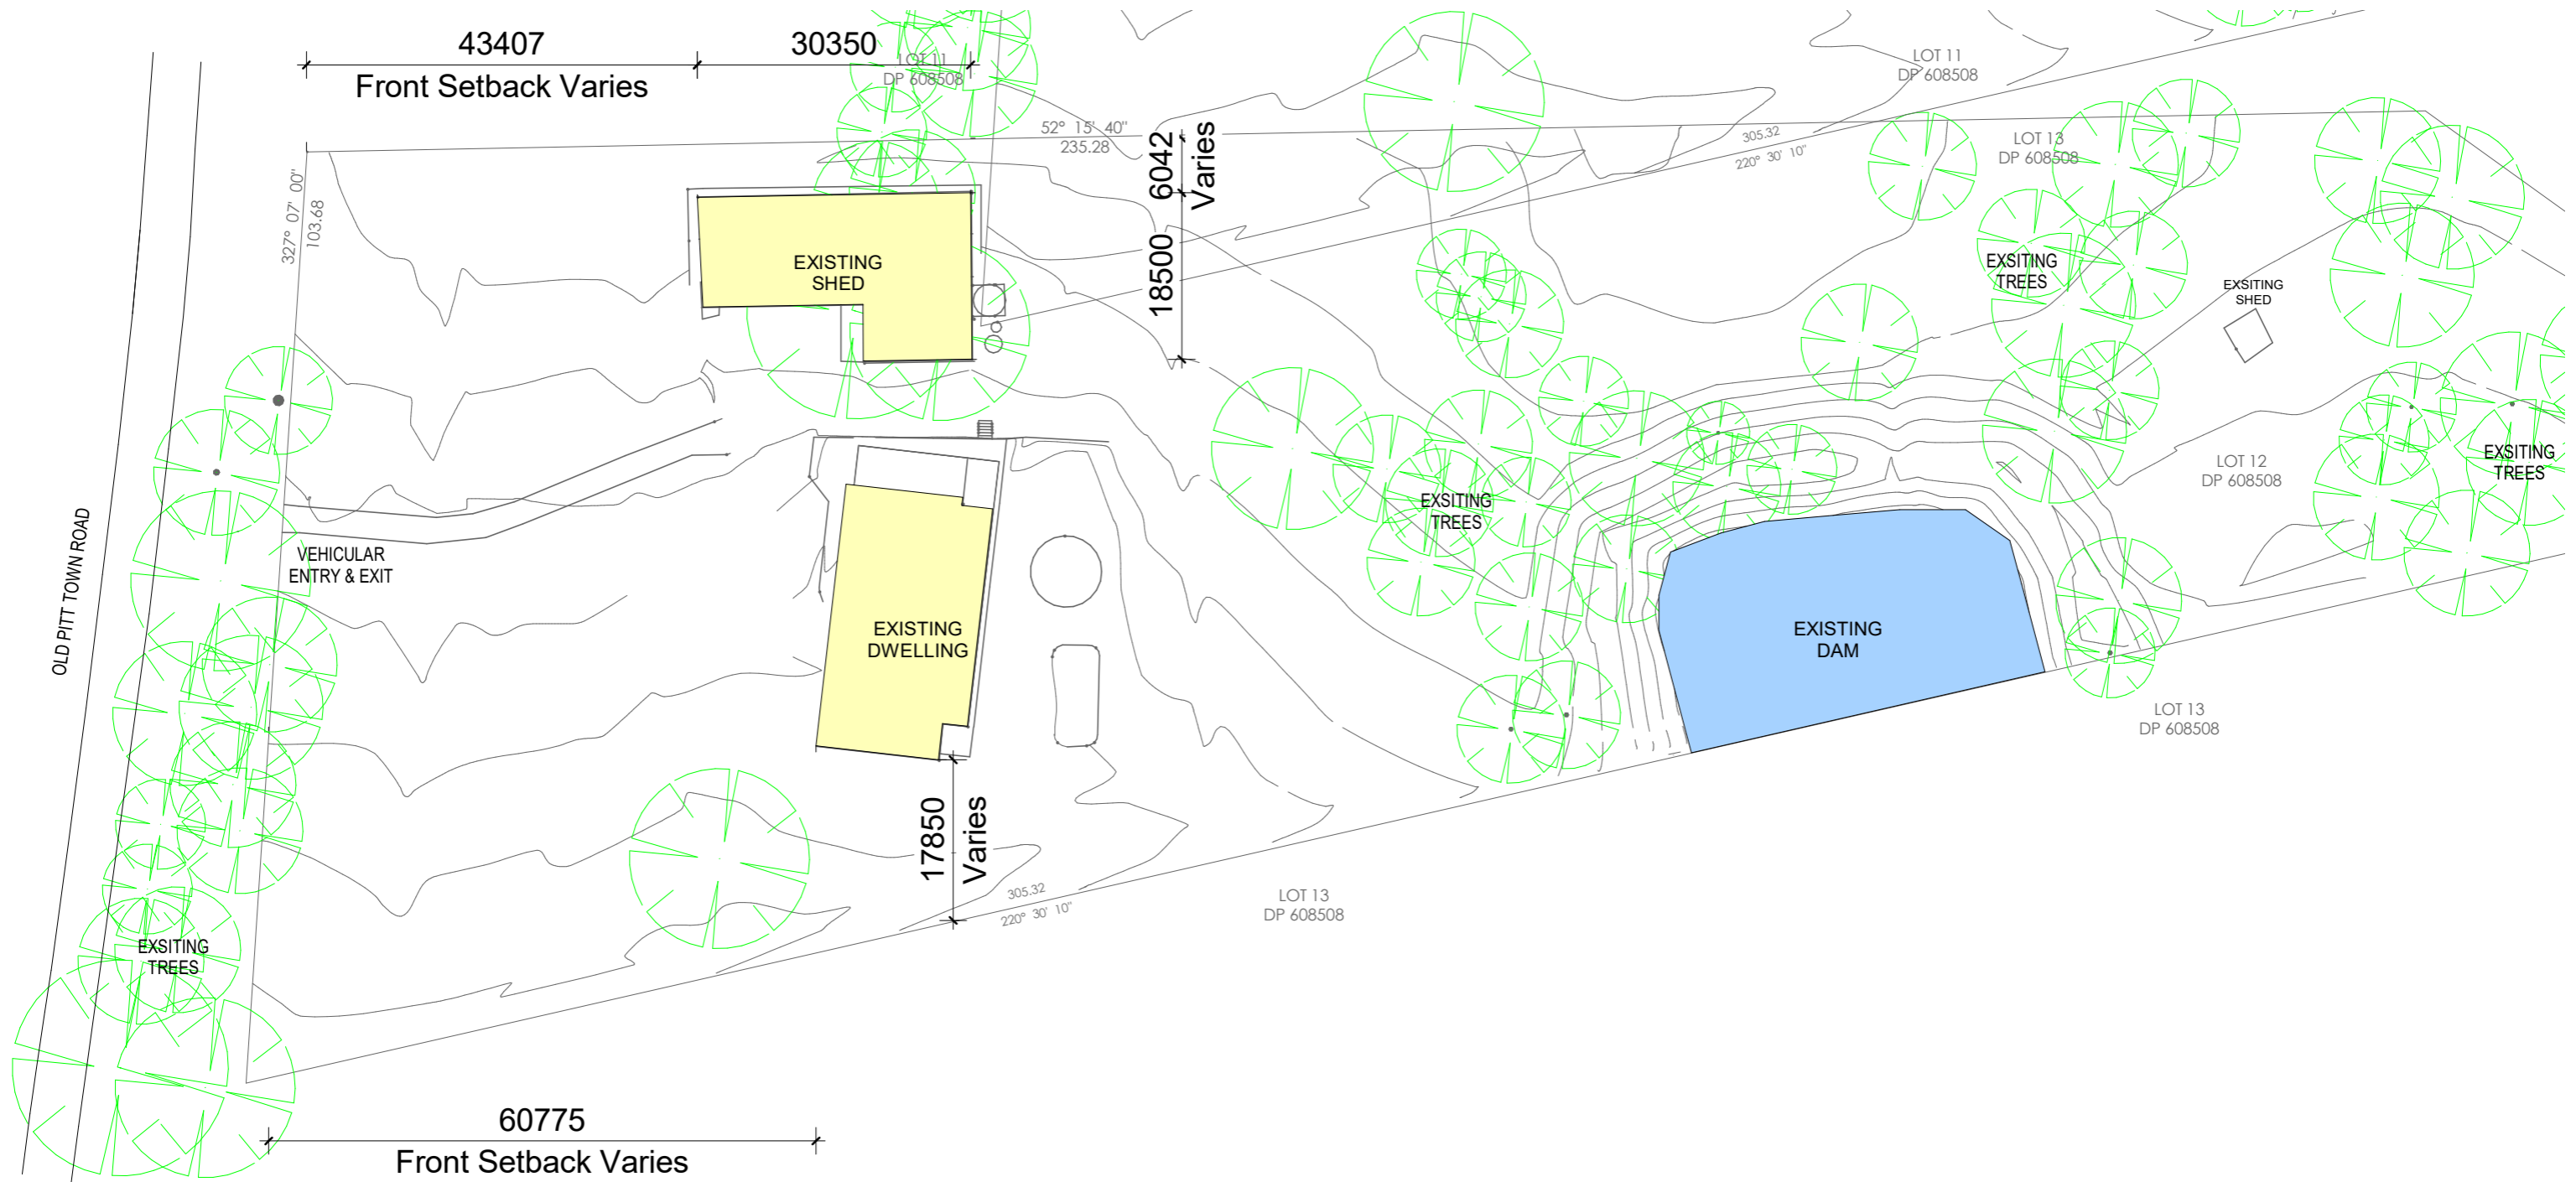 43407
Front Setback Varies
30350
LOT 11
DP 608508
LOT 11
DP 608508
52° 15' 40"
235.28
6042
Varies
18500
305.32
220° 30' 10"
LOT 13
DP 608508
327° 07' 00"
103.68
EXISTING
SHED
EXSITING
TREES
EXSITING
SHED
EXSITING
TREES
LOT 12
DP 608508
EXSITING
TREES
OLD PITT TOWN ROAD
VEHICULAR
ENTRY & EXIT
EXISTING
DWELLING
EXISTING
DAM
LOT 13
DP 608508
17850
Varies
305.32
220° 30' 10"
LOT 13
DP 608508
EXSITING
TREES
60775
Front Setback Varies